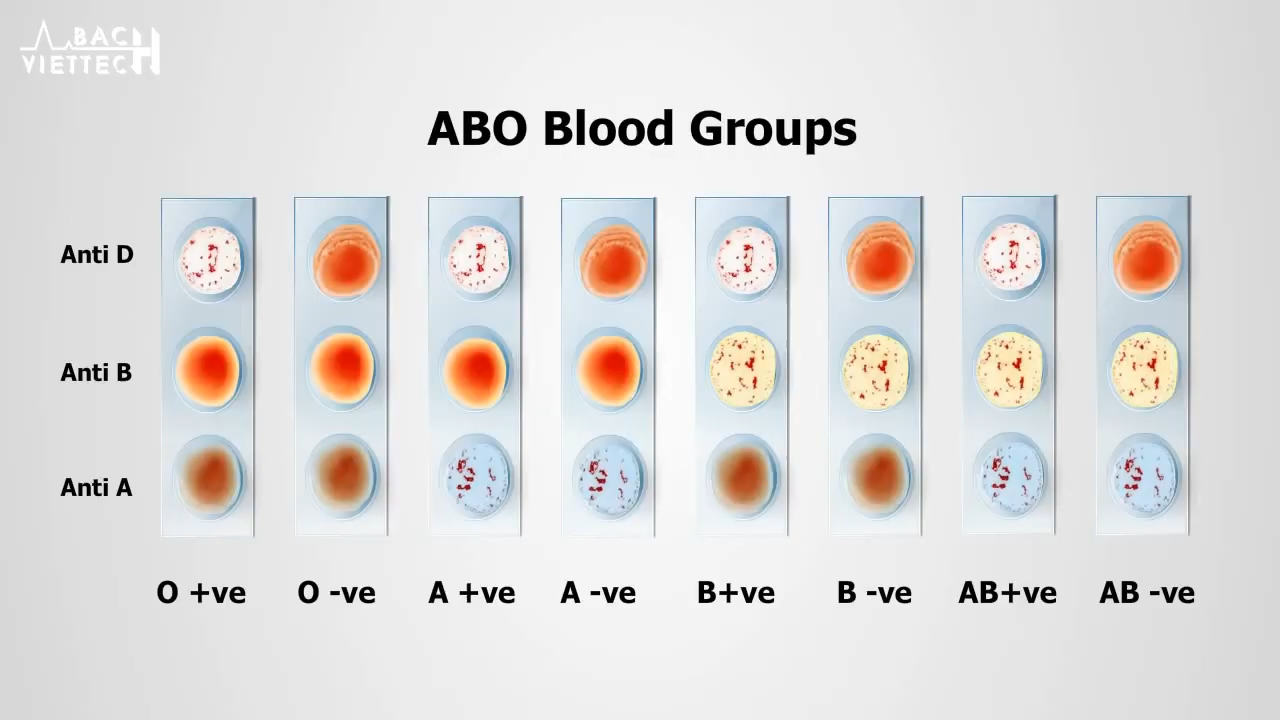 BACH
VIETTECH
ABO Blood Groups
Anti D
Anti B
Anti A
O +ve O -ve A +ve A -ve B+ve B -ve AB+ve AB -ve